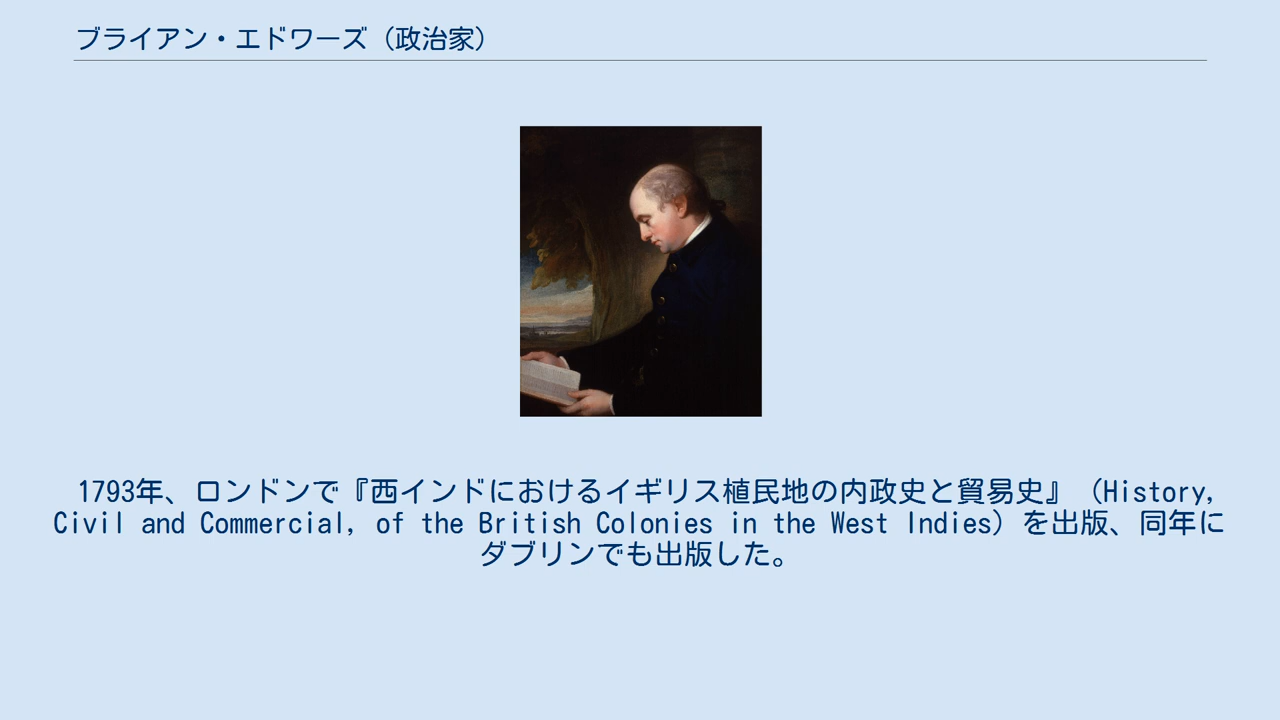 ブライアン・エドワーズ（政治家）
1793年、ロンドンで『西インドにおけるイギリス植民地の内政史と貿易史』（History,
Civil and Commercial, of the British Colonies in the West Indies）を出版、同年に
ダブリンでも出版した。